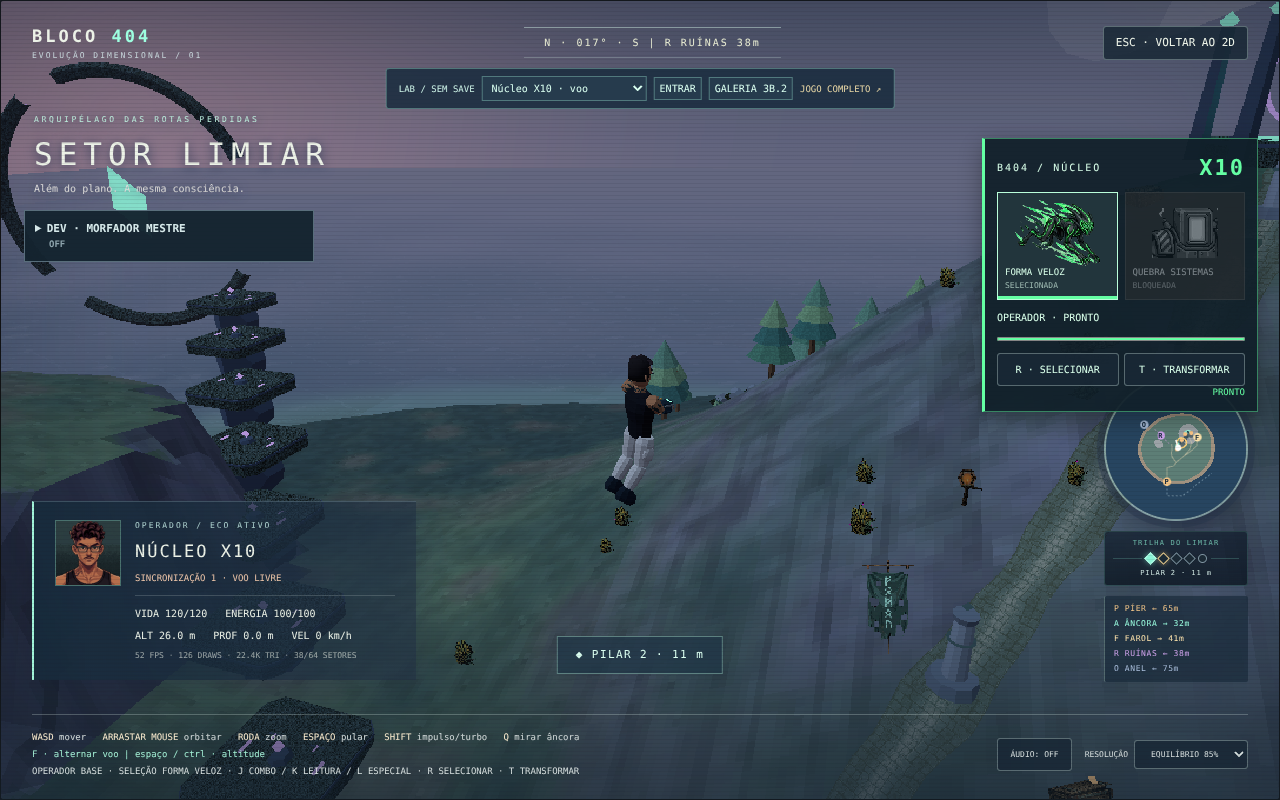 BLOCO 404
EVOLUÇÃO DIMENSIONAL / 01
N · 017° · S | R RUÍNAS 38m
ESC · VOLTAR AO 2D
LAB / SEM SAVE
Núcleo X10 · voo
ENTRAR
GALERIA 3B.2
JOGO COMPLETO ↗
ARQUIPÉLAGO DAS ROTAS PERDIDAS
SETOR LIMIAR
Além do plano. A mesma consciência.
▶ DEV · MORFADOR MESTRE
OFF
B404 / NÚCLEO
X10
FORMA VELOZ
SELECIONADA
QUEBRA SISTEMAS
BLOQUEADA
OPERADOR · PRONTO
R · SELECIONAR
T · TRANSFORMAR
PRONTO
O
R
F
P
TRILHA DO LIMIAR
PILAR 2 · 11 m
P PÍER ← 65m
A ÂNCORA → 32m
F FAROL → 41m
R RUÍNAS ← 38m
O ANEL ← 75m
OPERADOR / ECO ATIVO
NÚCLEO X10
SINCRONIZAÇÃO 1 · VOO LIVRE
VIDA 120/120 ENERGIA 100/100
ALT 26.0 m PROF 0.0 m VEL 0 km/h
52 FPS · 126 DRAWS · 22.4K TRI · 38/64 SETORES
◆ PILAR 2 · 11 m
WASD mover ARRASTAR MOUSE orbitar RODA zoom ESPAÇO pular SHIFT impulso/turbo Q mirar âncora
F · alternar voo | espaço / ctrl · altitude
OPERADOR BASE · SELEÇÃO FORMA VELOZ · J COMBO / K LEITURA / L ESPECIAL · R SELECIONAR · T TRANSFORMAR
ÁUDIO: OFF
RESOLUÇÃO
EQUILÍBRIO 85%